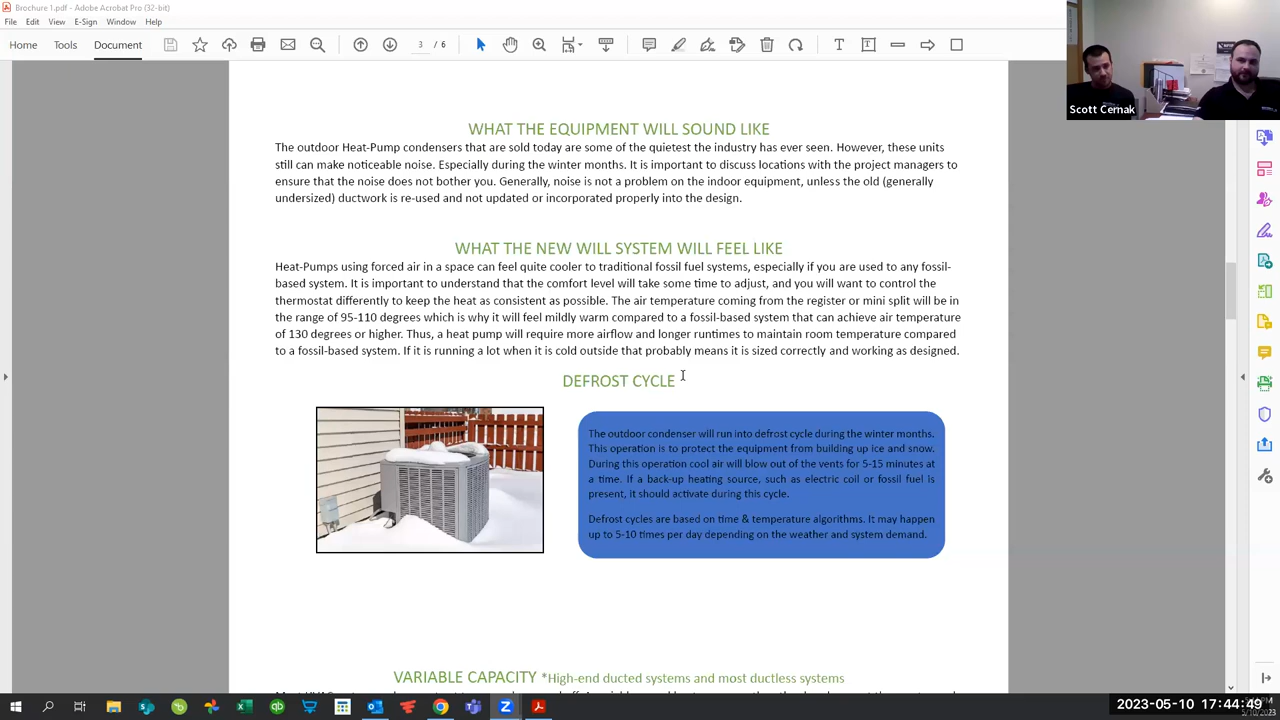 Brochure 1.pdf - Adobe Acrobat Pro (32-bit)
File Edit View E-Sign Window Help
Home Tools Document
3 / 6
Scott Cernak
WHAT THE EQUIPMENT WILL SOUND LIKE
The outdoor Heat-Pump condensers that are sold today are some of the quietest the industry has ever seen. However, these units
still can make noticeable noise. Especially during the winter months. It is important to discuss locations with the project managers to
ensure that the noise does not bother you. Generally, noise is not a problem on the indoor equipment, unless the old (generally
undersized) ductwork is re-used and not updated or incorporated properly into the design.
WHAT THE NEW WILL SYSTEM WILL FEEL LIKE
Heat-Pumps using forced air in a space can feel quite cooler to traditional fossil fuel systems, especially if you are used to any fossil-
based system. It is important to understand that the comfort level will take some time to adjust, and you will want to control the
thermostat differently to keep the heat as consistent as possible. The air temperature coming from the register or mini split will be in
the range of 95-110 degrees which is why it will feel mildly warm compared to a fossil-based system that can achieve air temperature
of 130 degrees or higher. Thus, a heat pump will require more airflow and longer runtimes to maintain room temperature compared
to a fossil-based system. If it is running a lot when it is cold outside that probably means it is sized correctly and working as designed.
DEFROST CYCLE
The outdoor condenser will run into defrost cycle during the winter months.
This operation is to protect the equipment from building up ice and snow.
During this operation cool air will blow out of the vents for 5-15 minutes at
a time. If a back-up heating source, such as electric coil or fossil fuel is
present, it should activate during this cycle.
Defrost cycles are based on time & temperature algorithms. It may happen
up to 5-10 times per day depending on the weather and system demand.
VARIABLE CAPACITY *High-end ducted systems and most ductless systems
2023-05-10 17:44:49